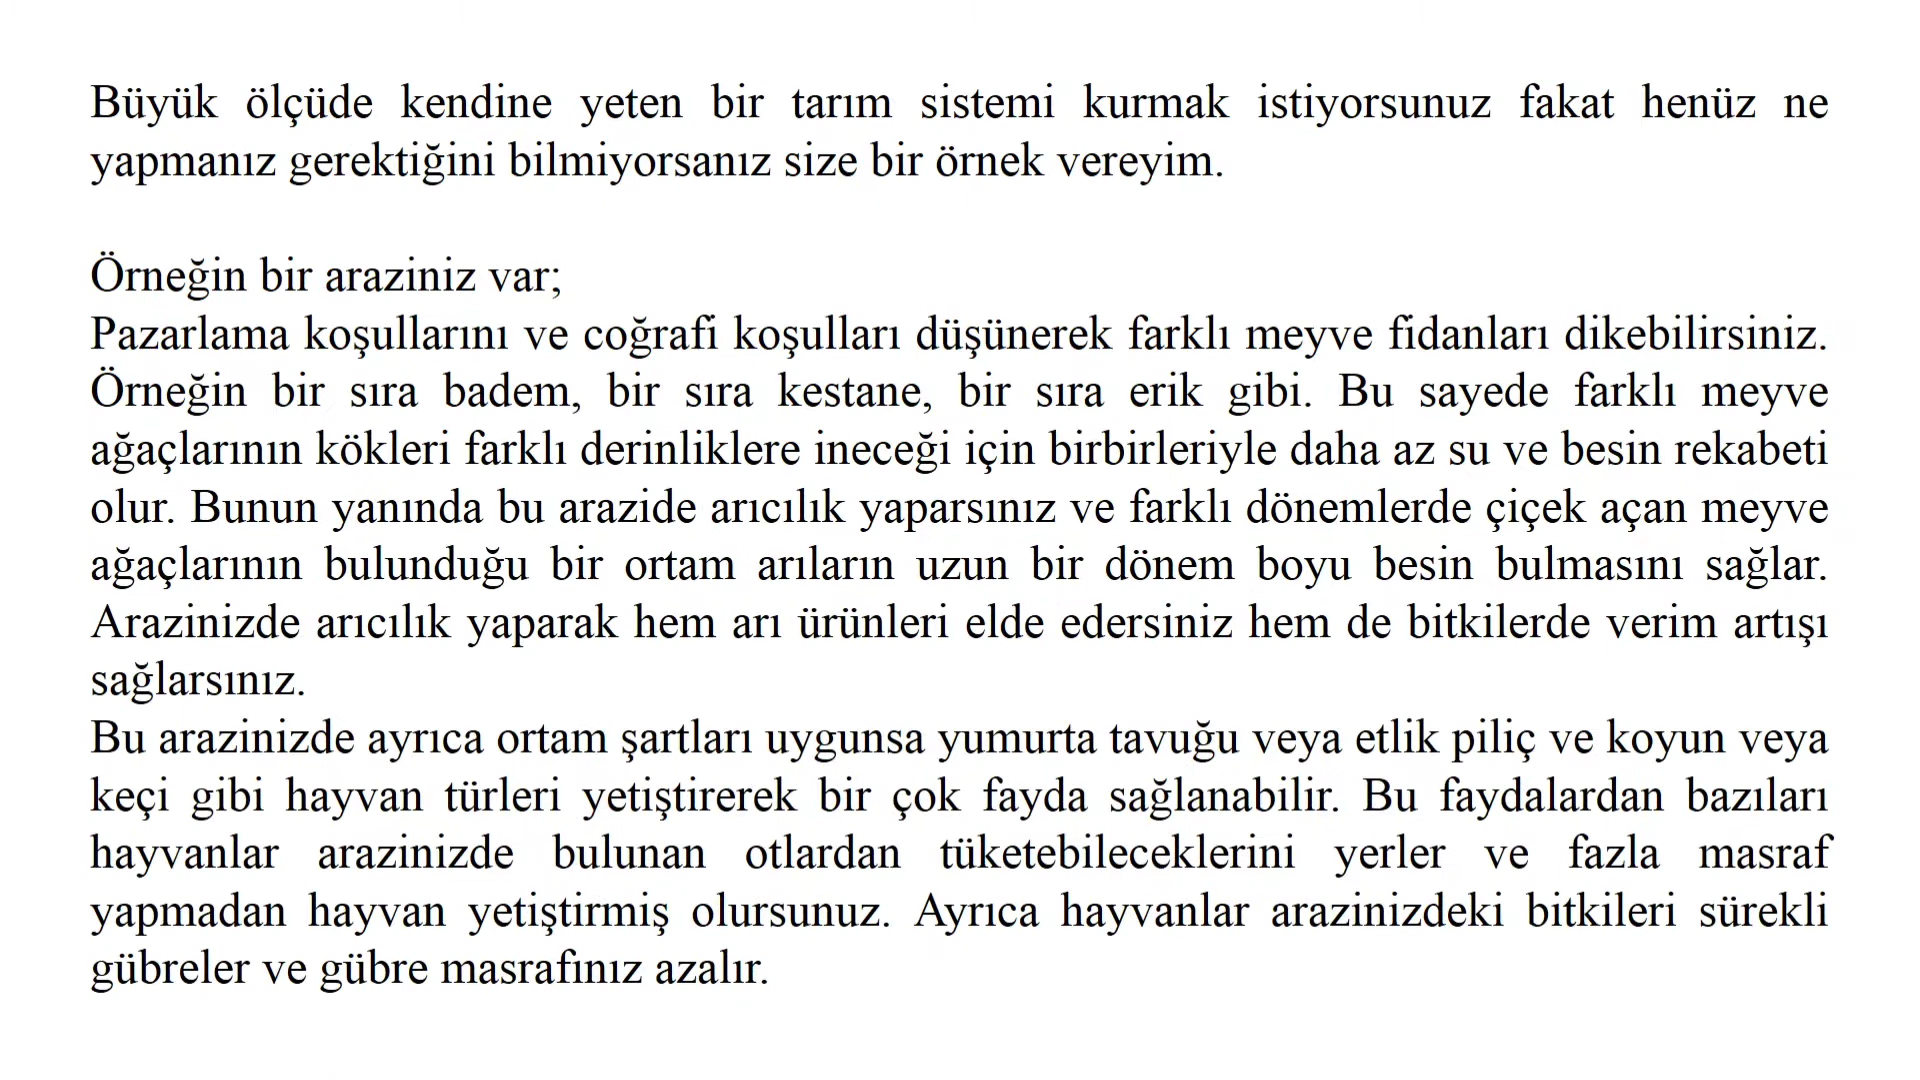 Büyük ölçüde kendine yeten bir tarım sistemi kurmak istiyorsunuz fakat henüz ne
yapmanız gerektiğini bilmiyorsanız size bir örnek vereyim.
Örneğin bir araziniz var;
Pazarlama koşullarını ve coğrafi koşulları düşünerek farklı meyve fidanları dikebilirsiniz.
Örneğin bir sıra badem, bir sıra kestane, bir sıra erik gibi. Bu sayede farklı meyve
ağaçlarının kökleri farklı derinliklere ineceği için birbirleriyle daha az su ve besin rekabeti
olur. Bunun yanında bu arazide arıcılık yaparsınız ve farklı dönemlerde çiçek açan meyve
ağaçlarının bulunduğu bir ortam arıların uzun bir dönem boyu besin bulmasını sağlar.
Arazinizde arıcılık yaparak hem arı ürünleri elde edersiniz hem de bitkilerde verim artışı
sağlarsınız.
Bu arazinizde ayrıca ortam şartları uygunsa yumurta tavuğu veya etlik piliç ve koyun veya
keçi gibi hayvan türleri yetiştirerek bir çok fayda sağlanabilir. Bu faydalardan bazıları
hayvanlar arazinizde bulunan otlardan tüketebileceklerini yerler ve fazla masraf
yapmadan hayvan yetiştirmiş olursunuz. Ayrıca hayvanlar arazinizdeki bitkileri sürekli
gübreler ve gübre masrafınız azalır.